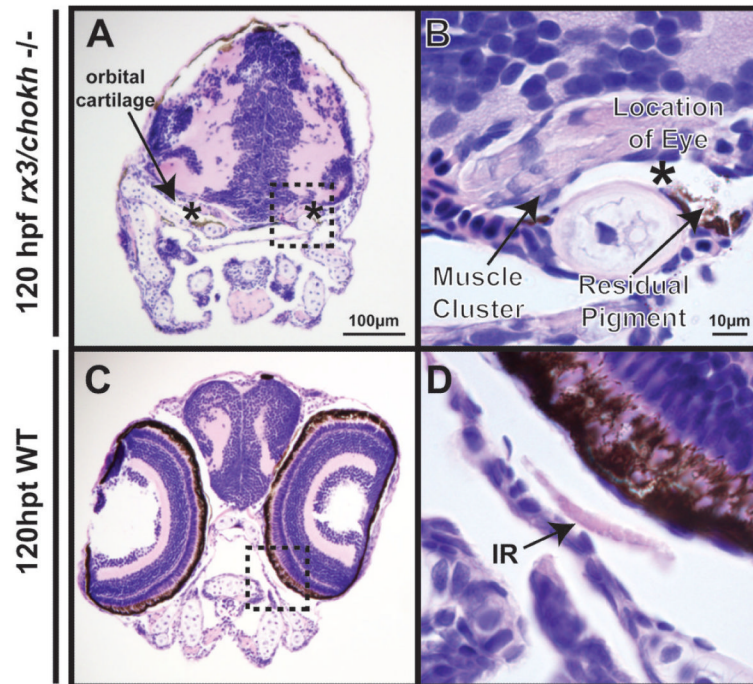 120 hpf rx3/chokh -/-
A
orbital
cartilage
*
*
100µm
B
Location
of Eye
*
Muscle
Cluster
Residual
Pigment
10µm
120hpt WT
C
D
IR